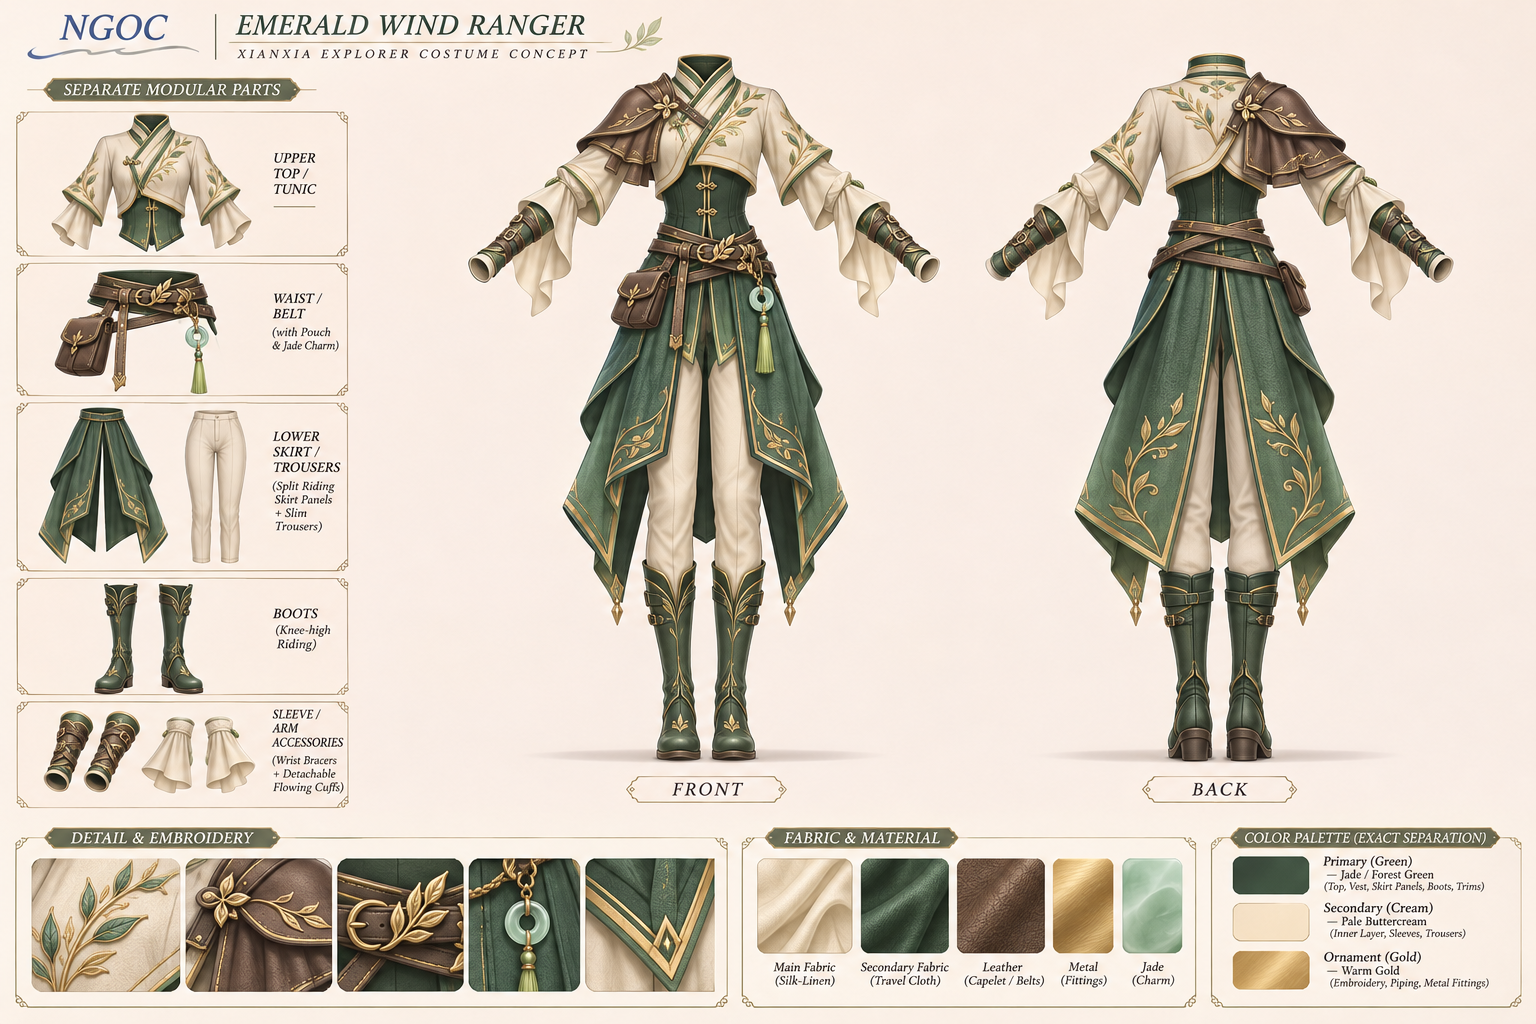 NGOC
EMERALD WIND RANGER
XIANXIA EXPLORER COSTUME CONCEPT
SEPARATE MODULAR PARTS
UPPER
TOP /
TUNIC
WAIST /
BELT
(with Pouch
& Jade Charm)
LOWER
SKIRT /
TROUSERS
(Split Riding
Skirt Panels
+ Slim
Trousers)
BOOTS
(Knee-high
Riding)
SLEEVE /
ARM
ACCESSORIES
(Wrist Bracers
+ Detachable
Flowing Cuffs)
FRONT
BACK
DETAIL & EMBROIDERY
FABRIC & MATERIAL
Main Fabric
(Silk-Linen)
Secondary Fabric
(Travel Cloth)
Leather
(Capelet / Belts)
Metal
(Fittings)
Jade
(Charm)
COLOR PALETTE (EXACT SEPARATION)
Primary (Green)
— Jade / Forest Green
(Top, Vest, Skirt Panels, Boots, Trims)
Secondary (Cream)
— Pale Buttercream
(Inner Layer, Sleeves, Trousers)
Ornament (Gold)
— Warm Gold
(Embroidery, Piping, Metal Fittings)